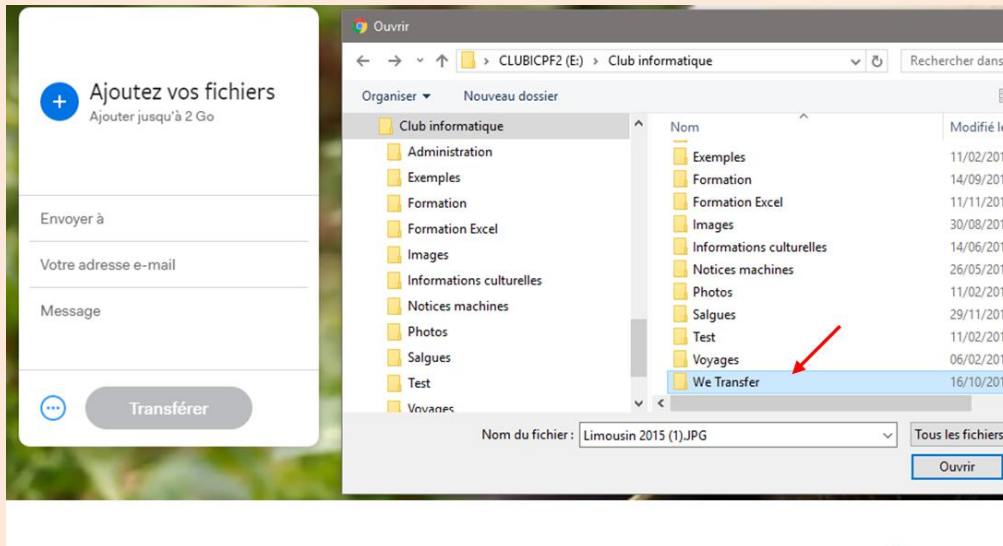 Ajoutez vos fichiers
Ajouter jusqu'à 2 Go
Envoyer à
Votre adresse e-mail
Message
Transférer
Ouvrir
CLUBICPF2 (E:) › Club informatique
Rechercher dans
Organiser
Nouveau dossier
Club informatique
Administration
Exemples
Formation
Formation Excel
Images
Informations culturelles
Notices machines
Photos
Salgues
Test
Voyages
Nom
Modifié le
Exemples 11/02/201
Formation 14/09/201
Formation Excel 11/11/201
Images 30/08/201
Informations culturelles 14/06/201
Notices machines 26/05/201
Photos 11/02/201
Salgues 29/11/201
Test 11/02/201
Voyages 06/02/201
We Transfer 16/10/201
Nom du fichier : Limousin 2015 (1).JPG
Tous les fichiers
Ouvrir